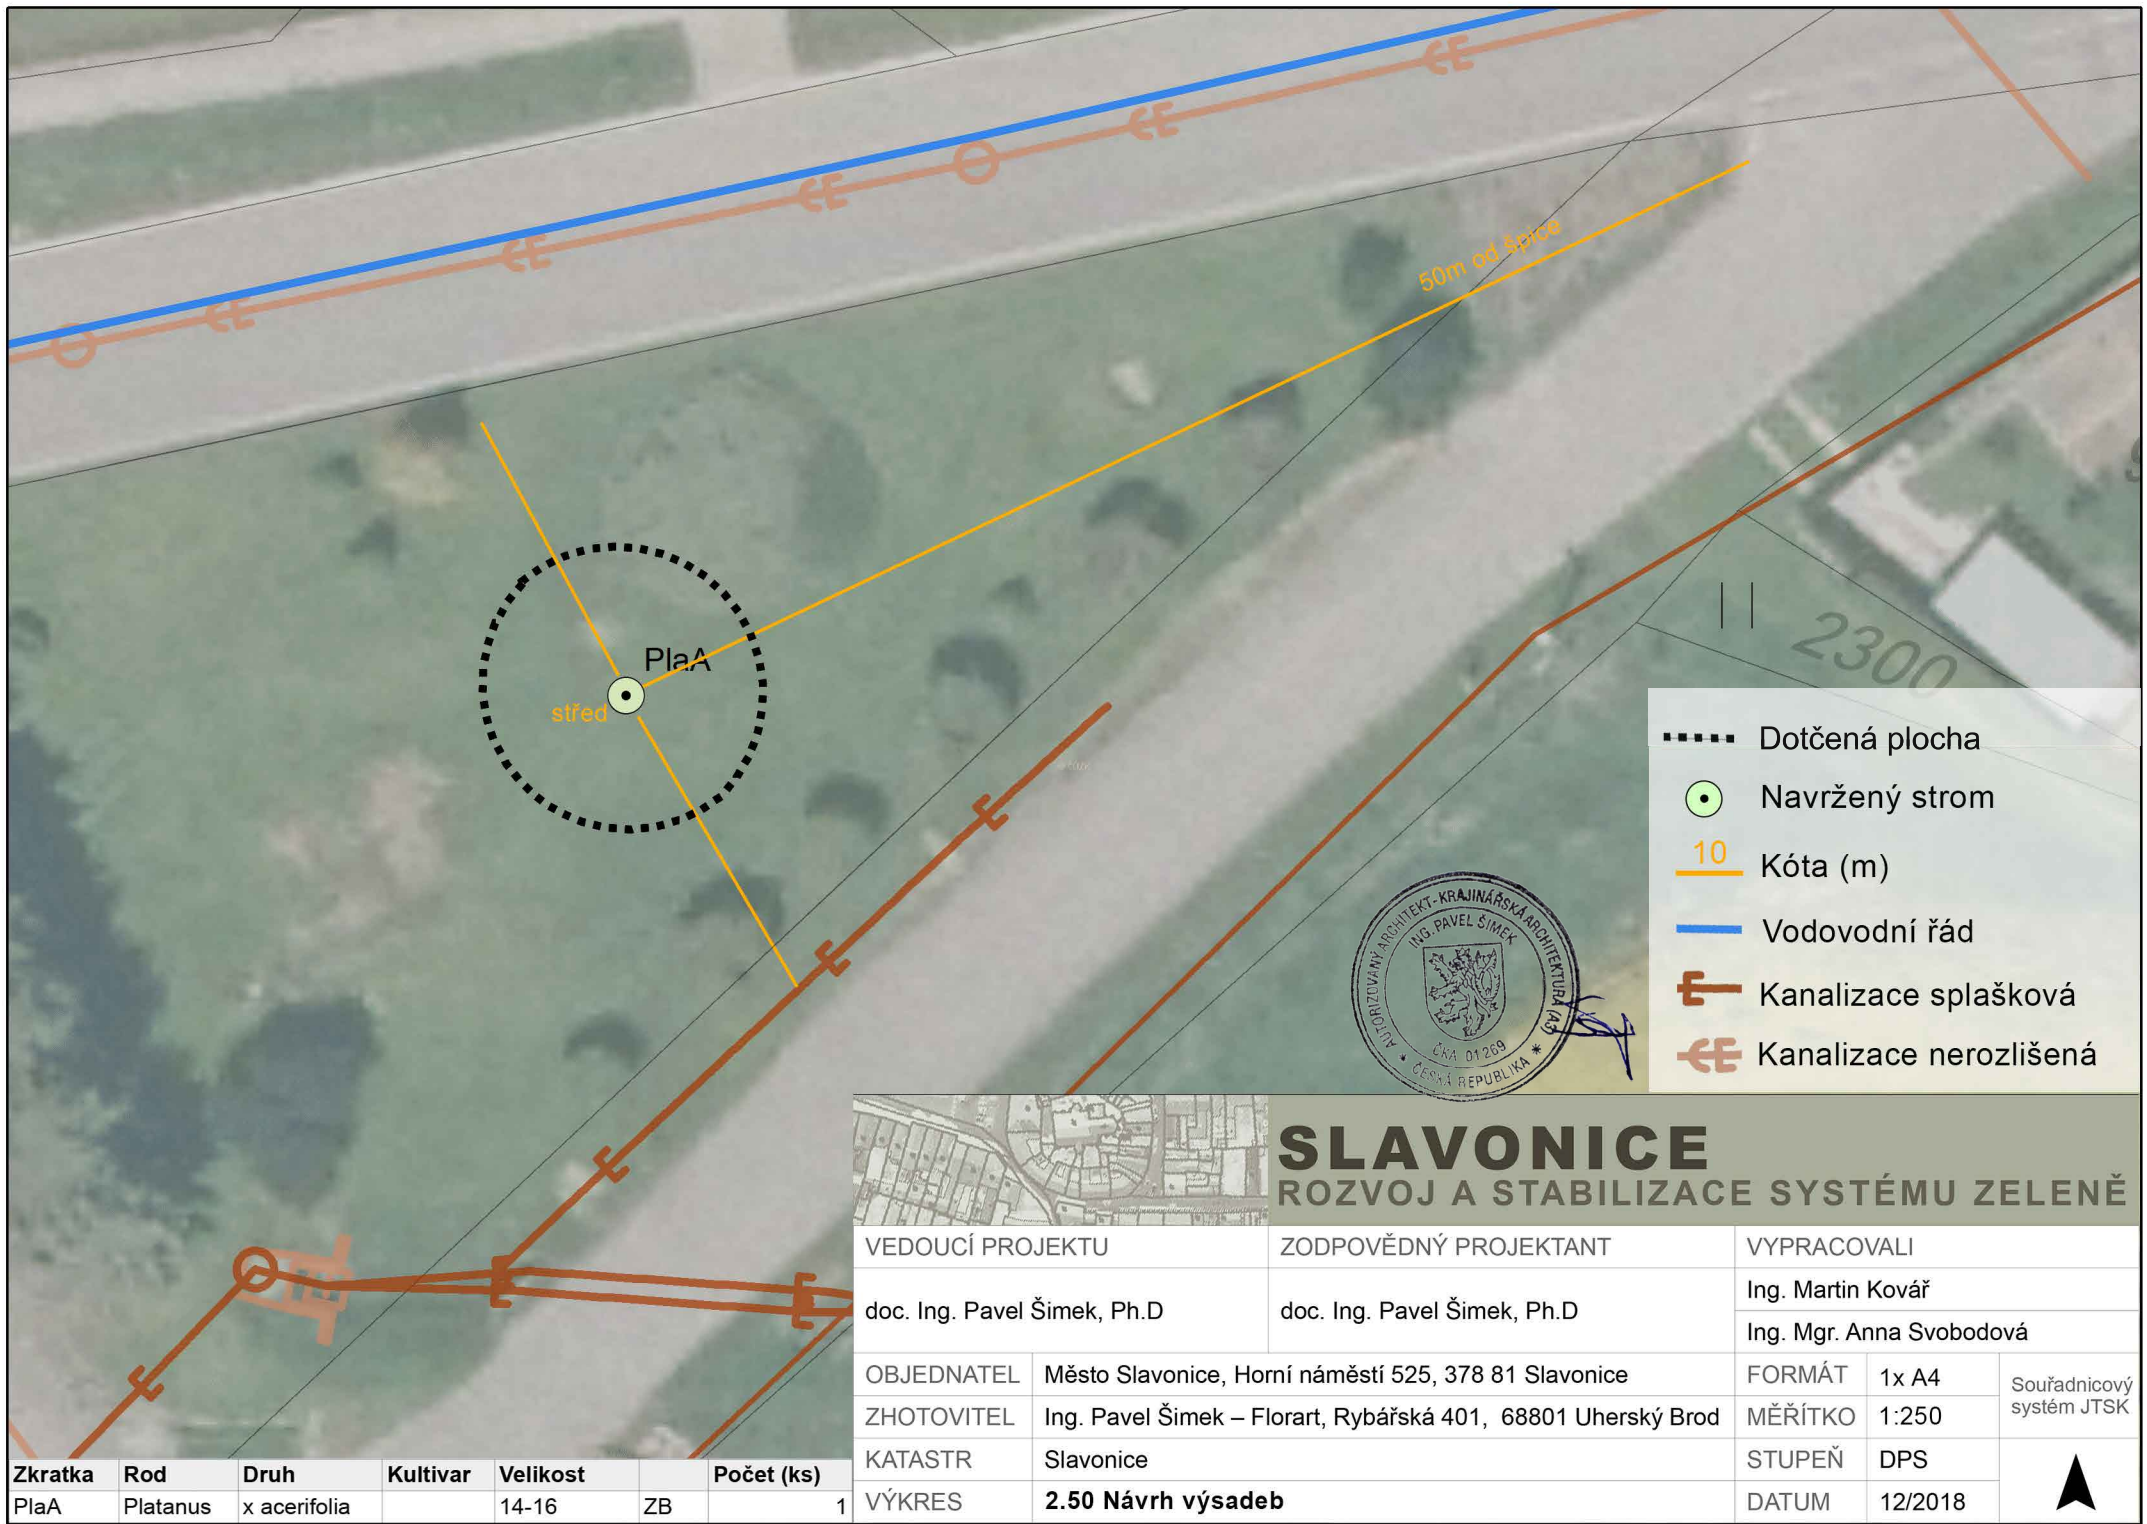 50m od špice
PlaA
střed
2300
Dotčená plocha
Navržený strom
10
Kóta (m)
Vodovodní řád
Kanalizace splašková
Kanalizace nerozlišená
AUTORIZOVANÝ ARCHITEKT-KRAJINÁŘSKÁ ARCHITEKTURA (A3)
ING. PAVEL ŠIMEK
ČKA 01269
* ČESKÁ REPUBLIKA *
SLAVONICE
ROZVOJ A STABILIZACE SYSTÉMU ZELENĚ
VEDOUCÍ PROJEKTU ZODPOVĚDNÝ PROJEKTANT VYPRACOVALI
doc. Ing. Pavel Šimek, Ph.D doc. Ing. Pavel Šimek, Ph.D Ing. Martin Kovář
Ing. Mgr. Anna Svobodová
OBJEDNATEL Město Slavonice, Horní náměstí 525, 378 81 Slavonice FORMÁT 1x A4
ZHOTOVITEL Ing. Pavel Šimek – Florart, Rybářská 401, 68801 Uherský Brod MĚŘÍTKO 1:250
Souřadnicový
systém JTSK
KATASTR Slavonice STUPEŇ DPS
VÝKRES 2.50 Návrh výsadeb DATUM 12/2018
Zkratka Rod Druh Kultivar Velikost Počet (ks)
PlaA Platanus x acerifolia 14-16 ZB 1